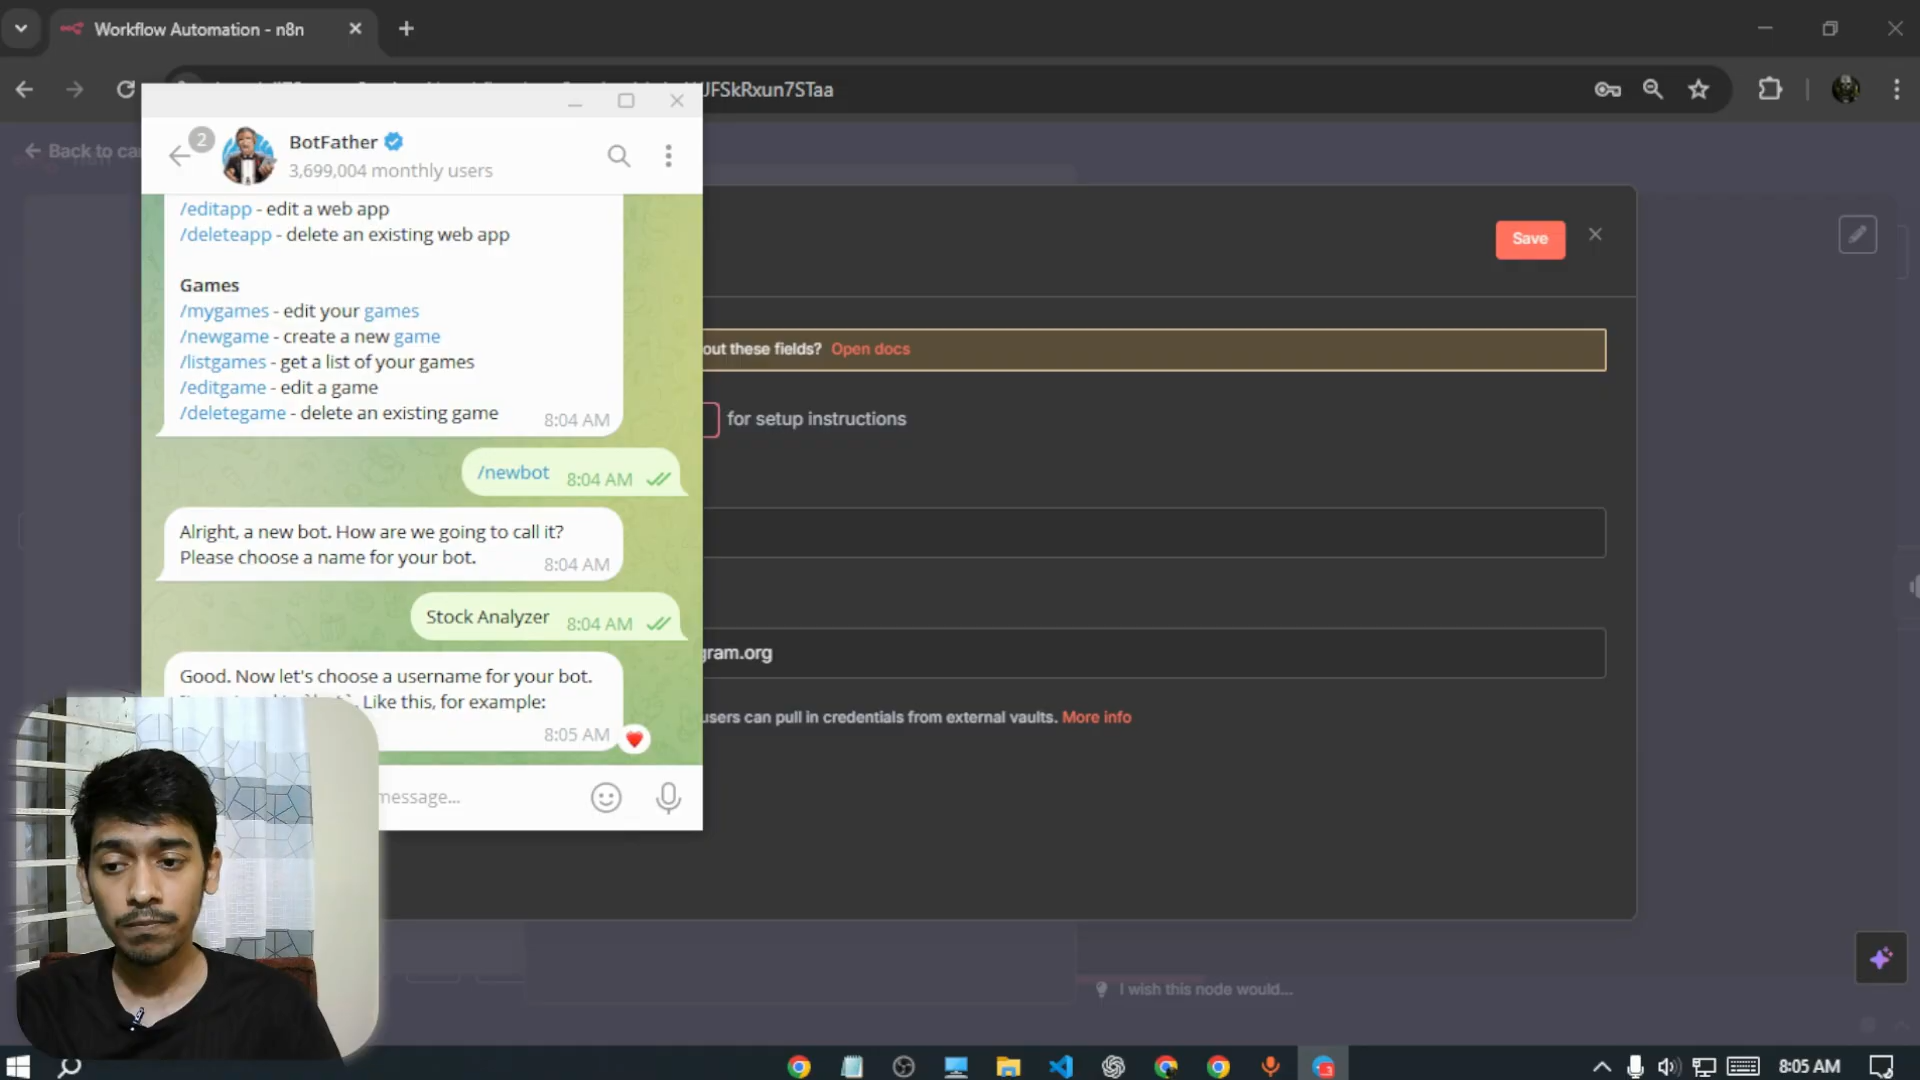 Workflow Automation - n8n
JFSkRxun7STaa
Back to ca
2
BotFather
3,699,004 monthly users
/editapp - edit a web app
/deleteapp - delete an existing web app
Games
/mygames - edit your games
/newgame - create a new game
/listgames - get a list of your games
/editgame - edit a game
/deletegame - delete an existing game
8:04 AM
/newbot 8:04 AM
Alright, a new bot. How are we going to call it?
Please choose a name for your bot.
8:04 AM
Stock Analyzer 8:04 AM
Good. Now let's choose a username for your bot.
Like this, for example:
8:05 AM
message...
Save
out these fields? Open docs
for setup instructions
gram.org
users can pull in credentials from external vaults. More info
I wish this node would...
8:05 AM